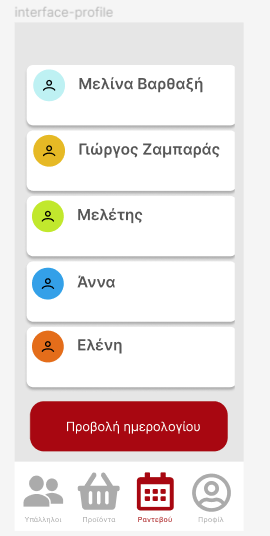 interface-profile
Μελίνα Βαρθαξή
Γιώργος Ζαμπαράς
Μελέτης
Άννα
Ελένη
Προβολή ημερολογίου
Υπάλληλοι Προϊόντα Ραντεβού Προφίλ